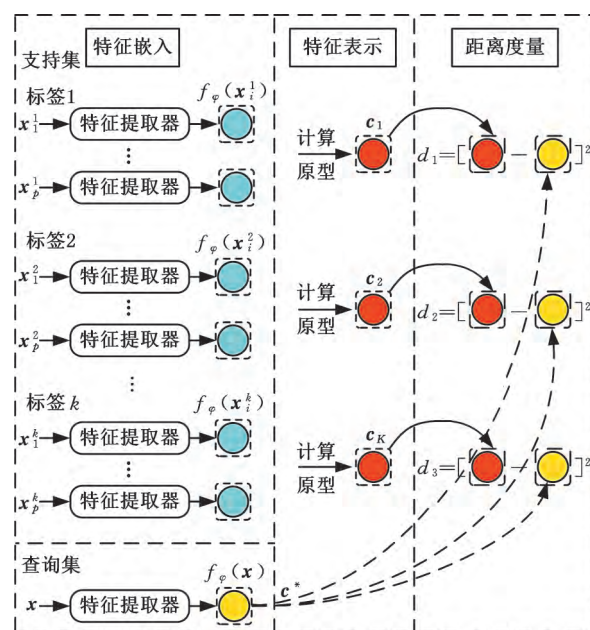 特征嵌入 特征表示 距离度量
支持集
标签1 f_φ(x_i^1)
x_1^1 特征提取器
⋮
x_p^1 特征提取器
计算 原型 c_1 d_1=[ − ]^2
标签2 f_φ(x_i^2)
x_1^2 特征提取器
⋮
x_p^2 特征提取器
计算 原型 c_2 d_2=[ − ]^2
⋮
标签k f_φ(x_i^k)
x_1^k 特征提取器
⋮
x_p^k 特征提取器
计算 原型 c_K d_3=[ − ]^2
查询集 f_φ(x)
x 特征提取器 c*